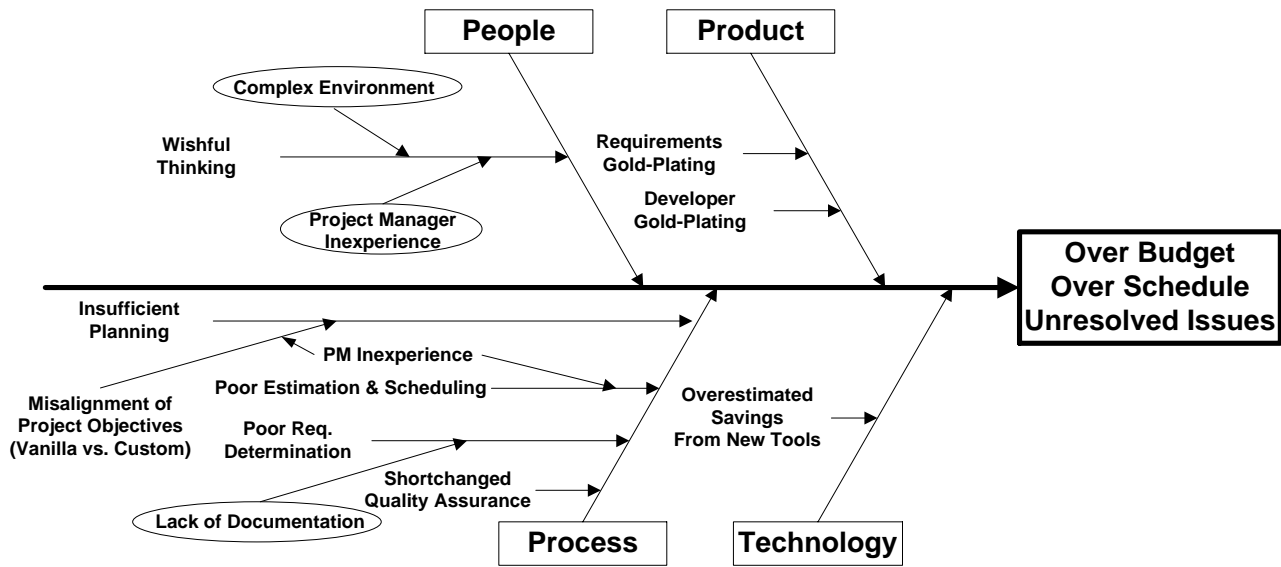 People
Product
Complex Environment
Wishful
Thinking
Requirements
Gold-Plating
Developer
Gold-Plating
Project Manager
Inexperience
Over Budget
Over Schedule
Unresolved Issues
Insufficient
Planning
PM Inexperience
Poor Estimation & Scheduling
Misalignment of
Project Objectives
(Vanilla vs. Custom)
Poor Req.
Determination
Overestimated
Savings
From New Tools
Shortchanged
Quality Assurance
Lack of Documentation
Process
Technology